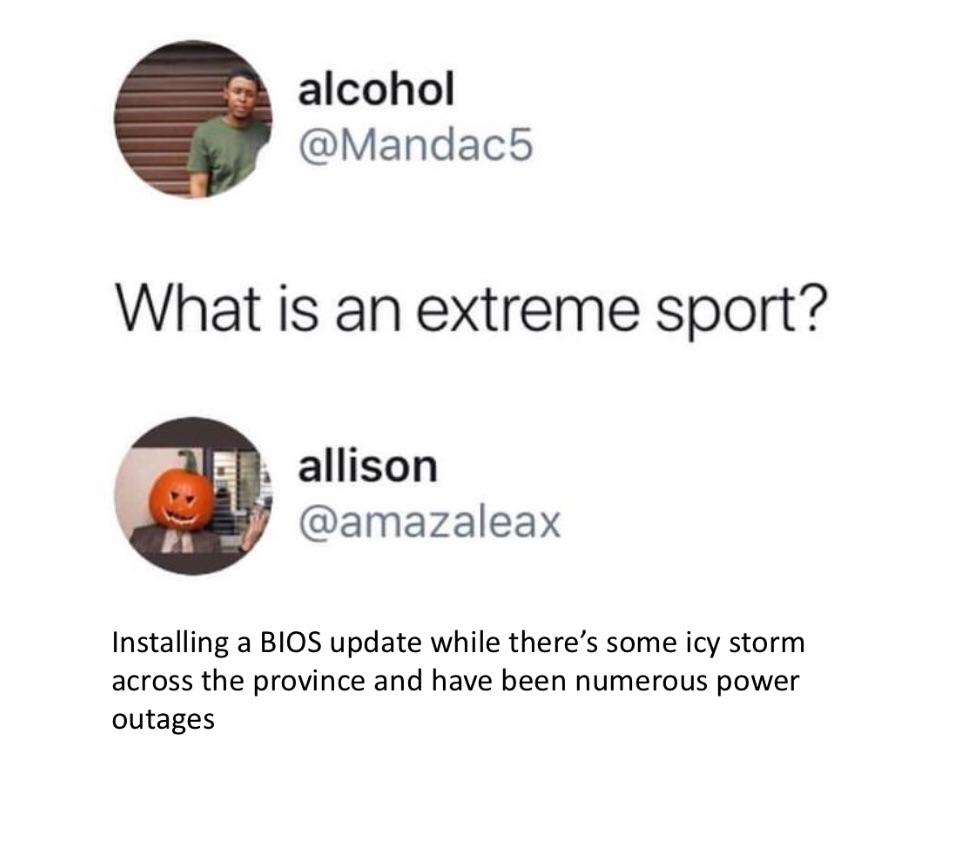 alcohol
@Mandac5
What is an extreme sport?
allison
@amazaleax
Installing a BIOS update while there’s some icy storm
across the province and have been numerous power
outages